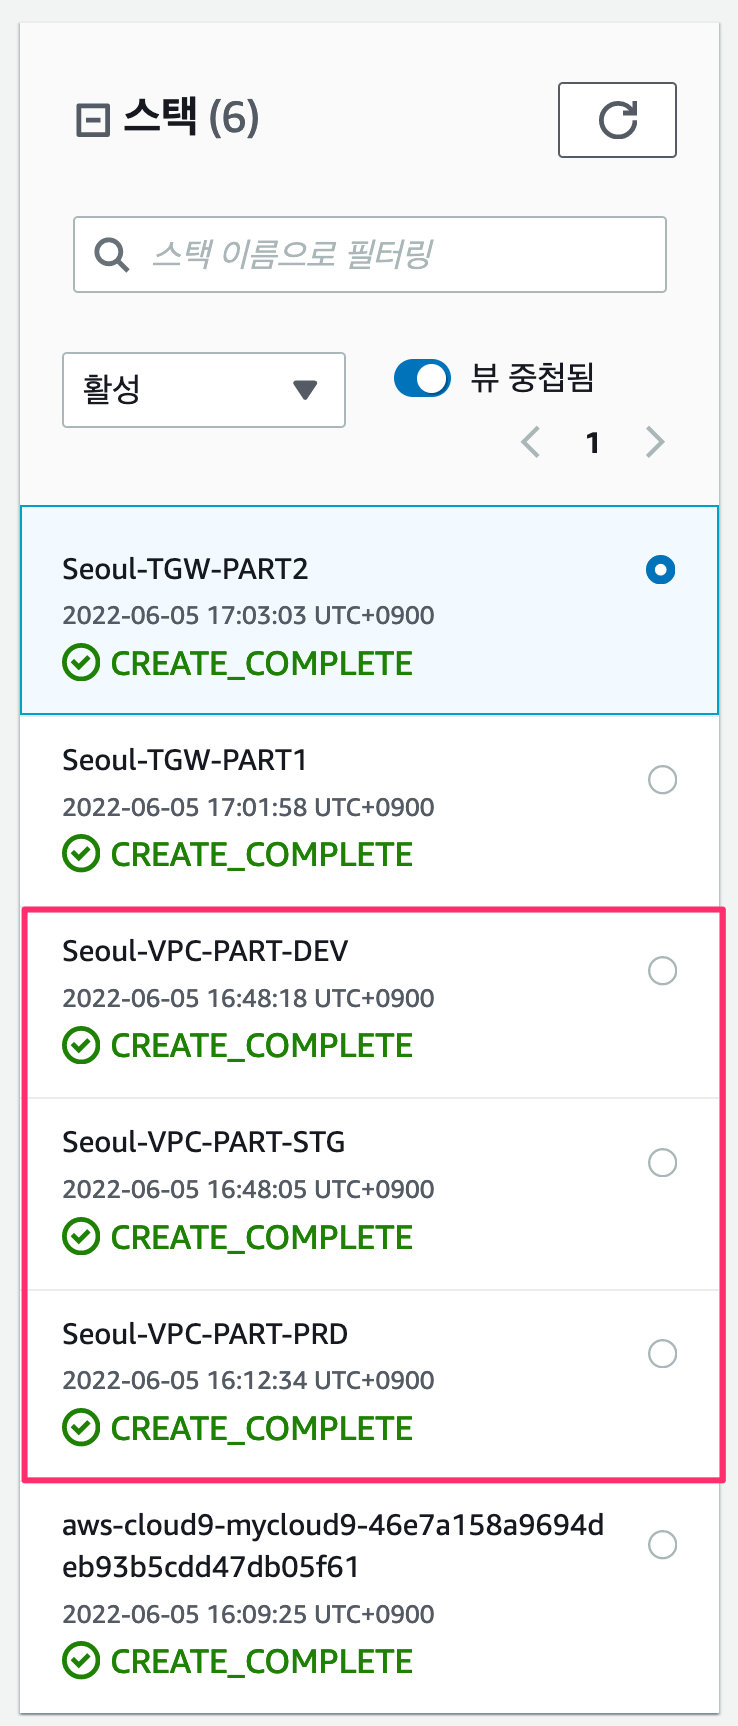 스택 (6)
스택 이름으로 필터링
활성
뷰 중첩됨
1
Seoul-TGW-PART2
2022-06-05 17:03:03 UTC+0900
CREATE_COMPLETE
Seoul-TGW-PART1
2022-06-05 17:01:58 UTC+0900
CREATE_COMPLETE
Seoul-VPC-PART-DEV
2022-06-05 16:48:18 UTC+0900
CREATE_COMPLETE
Seoul-VPC-PART-STG
2022-06-05 16:48:05 UTC+0900
CREATE_COMPLETE
Seoul-VPC-PART-PRD
2022-06-05 16:12:34 UTC+0900
CREATE_COMPLETE
aws-cloud9-mycloud9-46e7a158a9694d
eb93b5cdd47db05f61
2022-06-05 16:09:25 UTC+0900
CREATE_COMPLETE